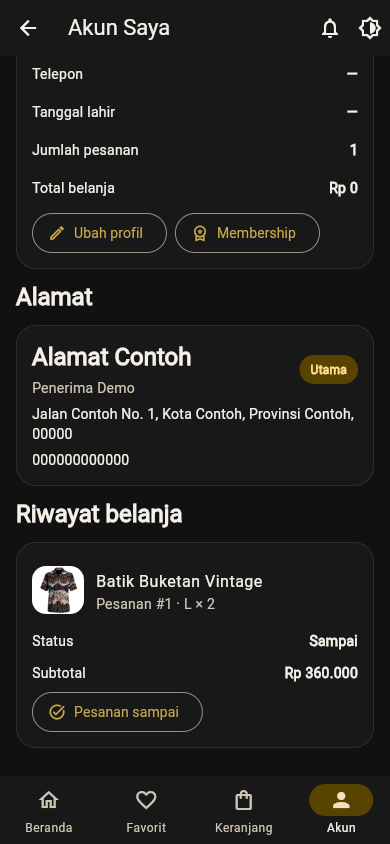 Akun Saya
Telepon —
Tanggal lahir —
Jumlah pesanan 1
Total belanja Rp 0
Ubah profil Membership
Alamat
Alamat Contoh
Utama
Penerima Demo
Jalan Contoh No. 1, Kota Contoh, Provinsi Contoh,
00000
000000000000
Riwayat belanja
Batik Buketan Vintage
Pesanan #1 · L × 2
Status Sampai
Subtotal Rp 360.000
Pesanan sampai
Beranda Favorit Keranjang Akun